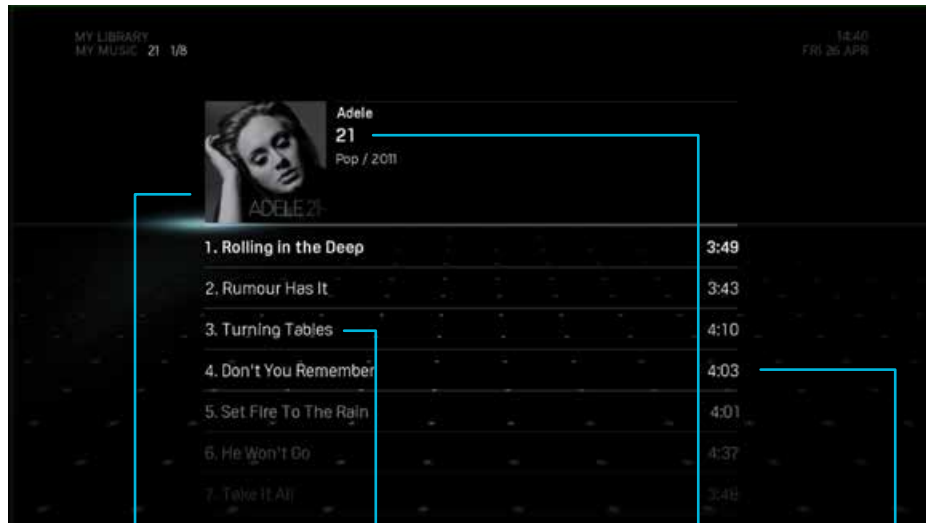 MY LIBRARY
MY MUSIC 21 1/8
14:40
FRI 26 APR
Adele
21
Pop / 2011
ADELE 21
1. Rolling in the Deep 3:49
2. Rumour Has It 3:43
3. Turning Tables 4:10
4. Don't You Remember 4:03
5. Set Fire To The Rain 4:01
6. He Won't Go 4:37
7. Take It All 3:48